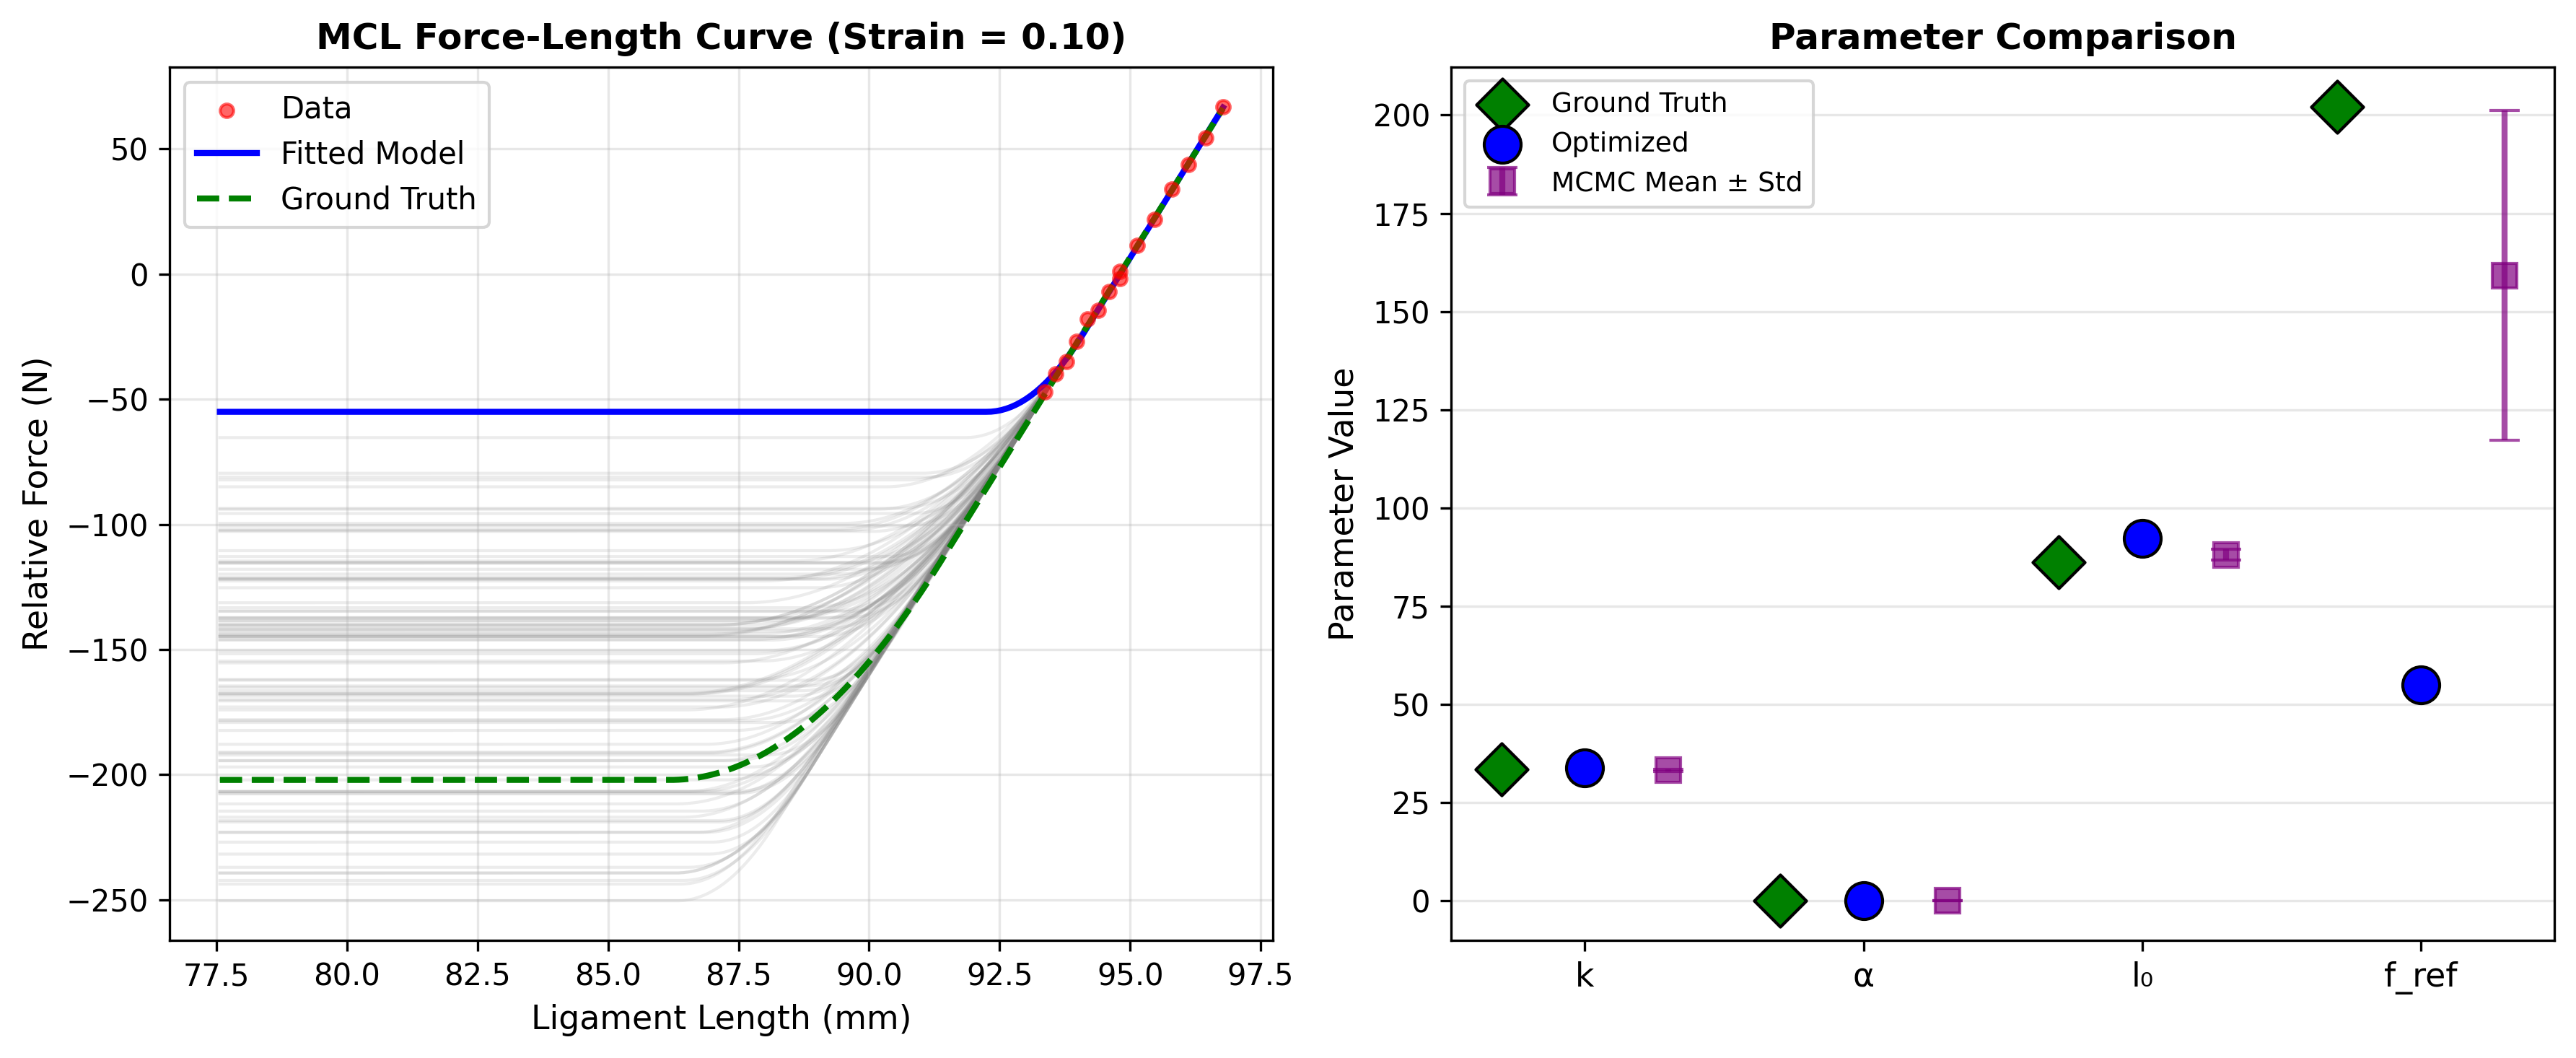 MCL Force-Length Curve (Strain = 0.10)
Data
Fitted Model
Ground Truth
Relative Force (N)
50
0
−50
−100
−150
−200
−250
77.5 80.0 82.5 85.0 87.5 90.0 92.5 95.0 97.5
Ligament Length (mm)
Parameter Comparison
Ground Truth
Optimized
MCMC Mean ± Std
Parameter Value
200
175
150
125
100
75
50
25
0
k α l₀ f_ref